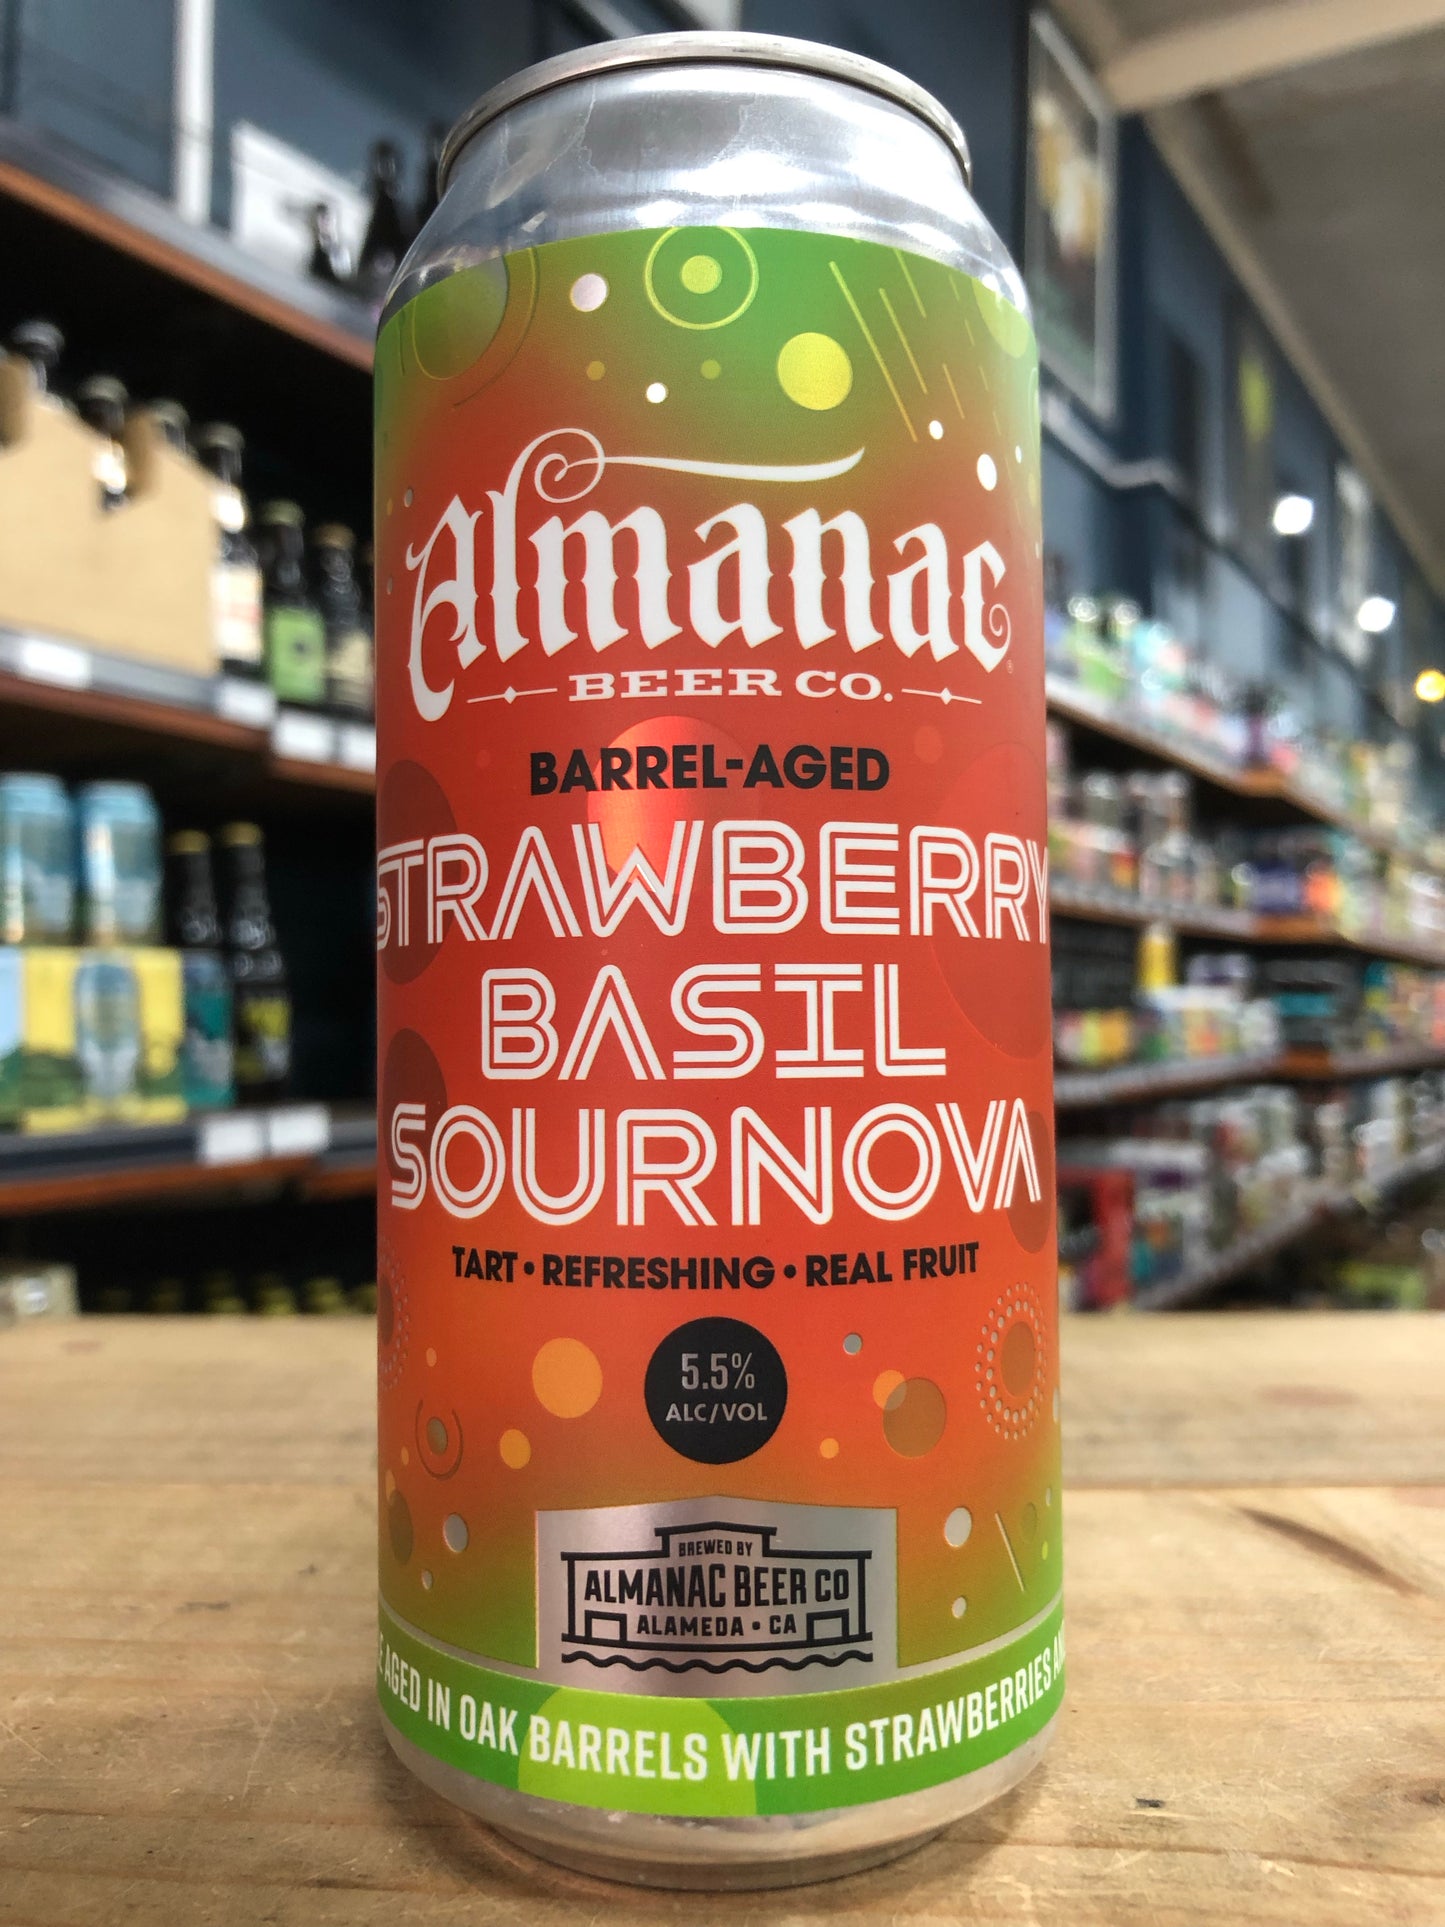 Almanac
BEER CO.
BARREL-AGED
STRAWBERRY
BASIL
SOURNOVA
TART • REFRESHING • REAL FRUIT
5.5%
ALC/VOL
BREWED BY
ALMANAC BEER CO
ALAMEDA • CA
AGED IN OAK BARRELS WITH STRAWBERRIES